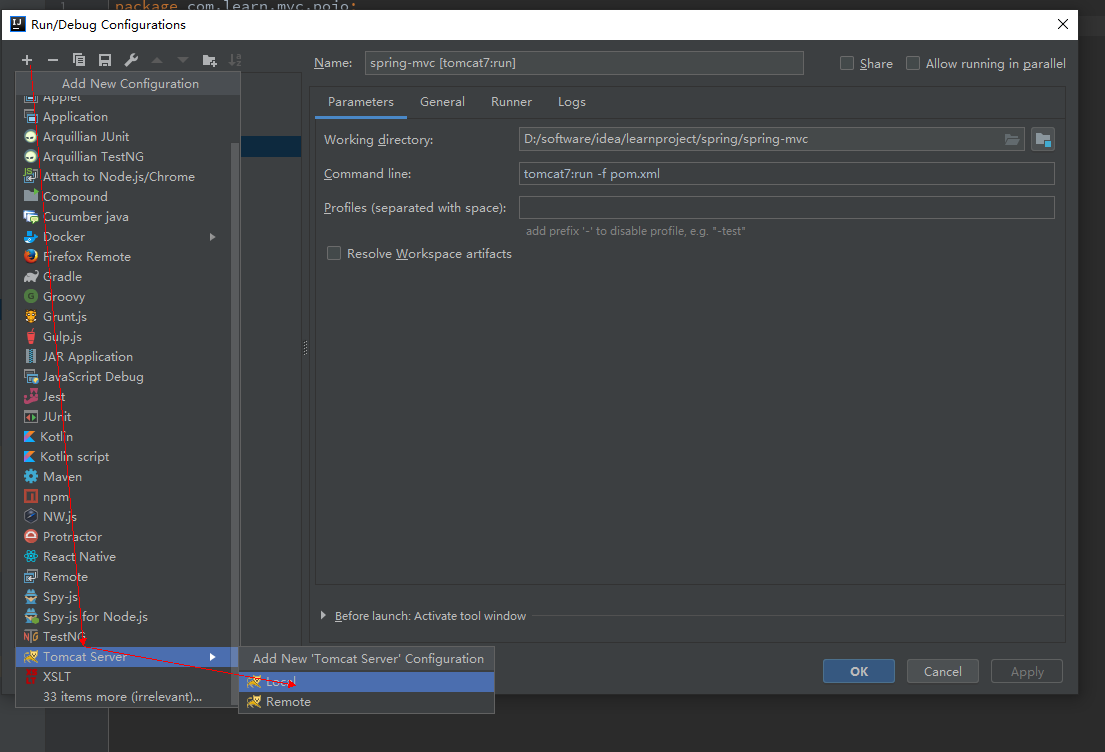 1 package com.learn.mvc.pojo;
Run/Debug Configurations
Name: spring-mvc [tomcat7:run] Share Allow running in parallel
Add New Configuration
Applet
Application
Arquillian JUnit
Arquillian TestNG
Attach to Node.js/Chrome
Compound
Cucumber java
Docker
Firefox Remote
Gradle
Groovy
Grunt.js
Gulp.js
JAR Application
JavaScript Debug
Jest
JUnit
Kotlin
Kotlin script
Maven
npm
NW.js
Protractor
React Native
Remote
Spy-js
Spy-js for Node.js
TestNG
Tomcat Server
XSLT
33 items more (irrelevant)...
Add New 'Tomcat Server' Configuration
Local
Remote
Parameters General Runner Logs
Working directory: D:/software/idea/learnproject/spring/spring-mvc
Command line: tomcat7:run -f pom.xml
Profiles (separated with space):
add prefix '-' to disable profile, e.g. "-test"
Resolve Workspace artifacts
Before launch: Activate tool window
OK Cancel Apply